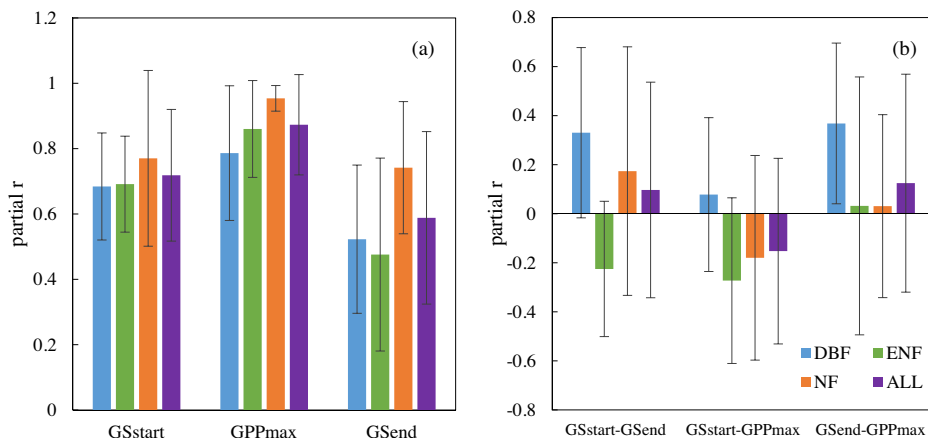 (a)
partial r
1.2
1
0.8
0.6
0.4
0.2
0
GSstart GPPmax GSend
(b)
partial r
0.8
0.6
0.4
0.2
0
-0.2
-0.4
-0.6
-0.8
DBF ENF
NF ALL
GSstart-GSend GSstart-GPPmax GSend-GPPmax